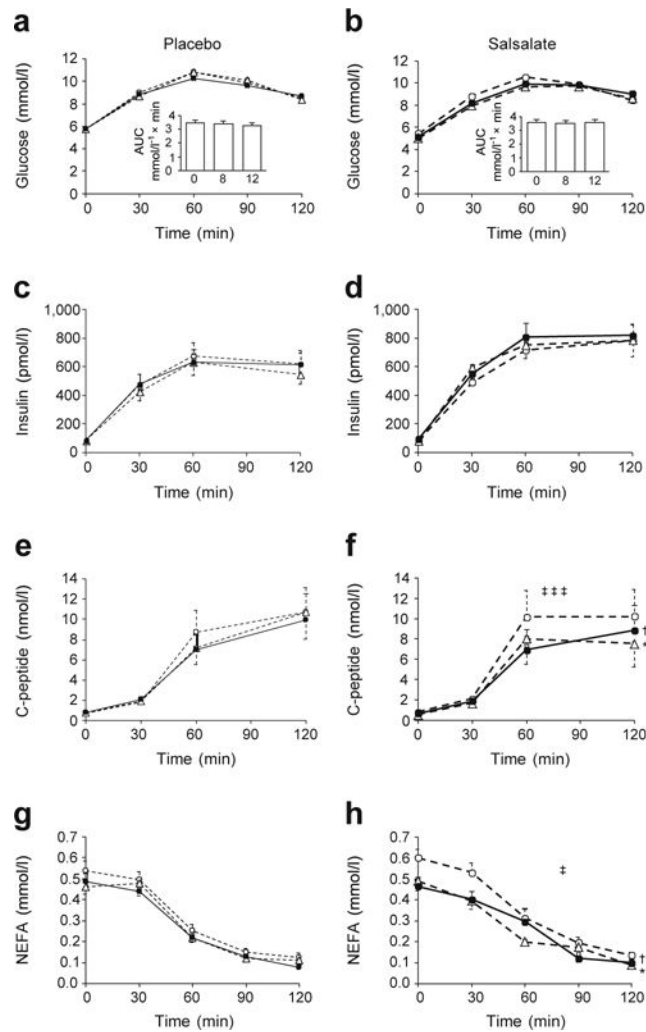 a
Placebo
Glucose (mmol/l)
12
10
8
6
4
2
0
AUC
mmol/l⁻¹ × min
4
3
2
1
0
0 8 12
0 30 60 90 120
Time (min)
b
Salsalate
Glucose (mmol/l)
12
10
8
6
4
2
0
AUC
mmol/l⁻¹ × min
4
3
2
1
0
0 8 12
0 30 60 90 120
Time (min)
c
Insulin (pmol/l)
1,000
800
600
400
200
0
0 30 60 90 120
Time (min)
d
Insulin (pmol/l)
1,000
800
600
400
200
0
0 30 60 90 120
Time (min)
e
C-peptide (nmol/l)
14
12
10
8
6
4
2
0
0 30 60 90 120
Time (min)
f
C-peptide (nmol/l)
14
12
10
8
6
4
2
0
‡‡‡
†
*
0 30 60 90 120
Time (min)
g
NEFA (mmol/l)
0.7
0.6
0.5
0.4
0.3
0.2
0.1
0.0
0 30 60 90 120
Time (min)
h
NEFA (mmol/l)
0.7
0.6
0.5
0.4
0.3
0.2
0.1
0.0
‡
†
*
0 30 60 90 120
Time (min)